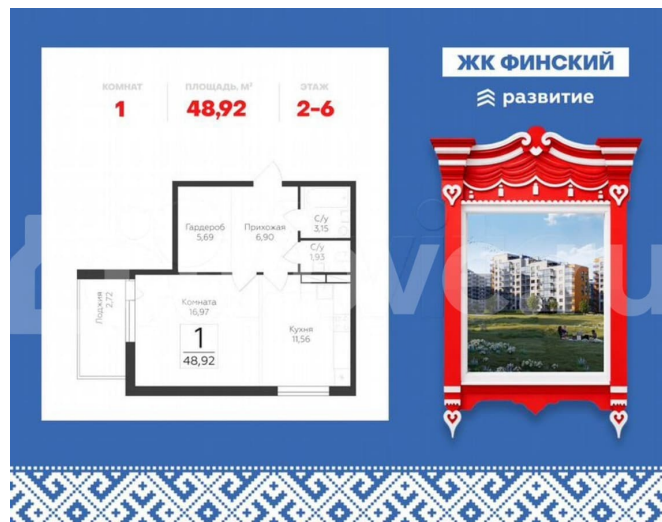 ЖК ФИНСКИЙ
развитие
КОМНАТ
ПЛОЩАДЬ, М²
ЭТАЖ
1
48,92
2-6
Гардероб
5,69
Прихожая
6,90
С/у
3,15
С/у
1,93
Лоджия
2,72
Комната
16,97
Кухня
11,56
1
48,92